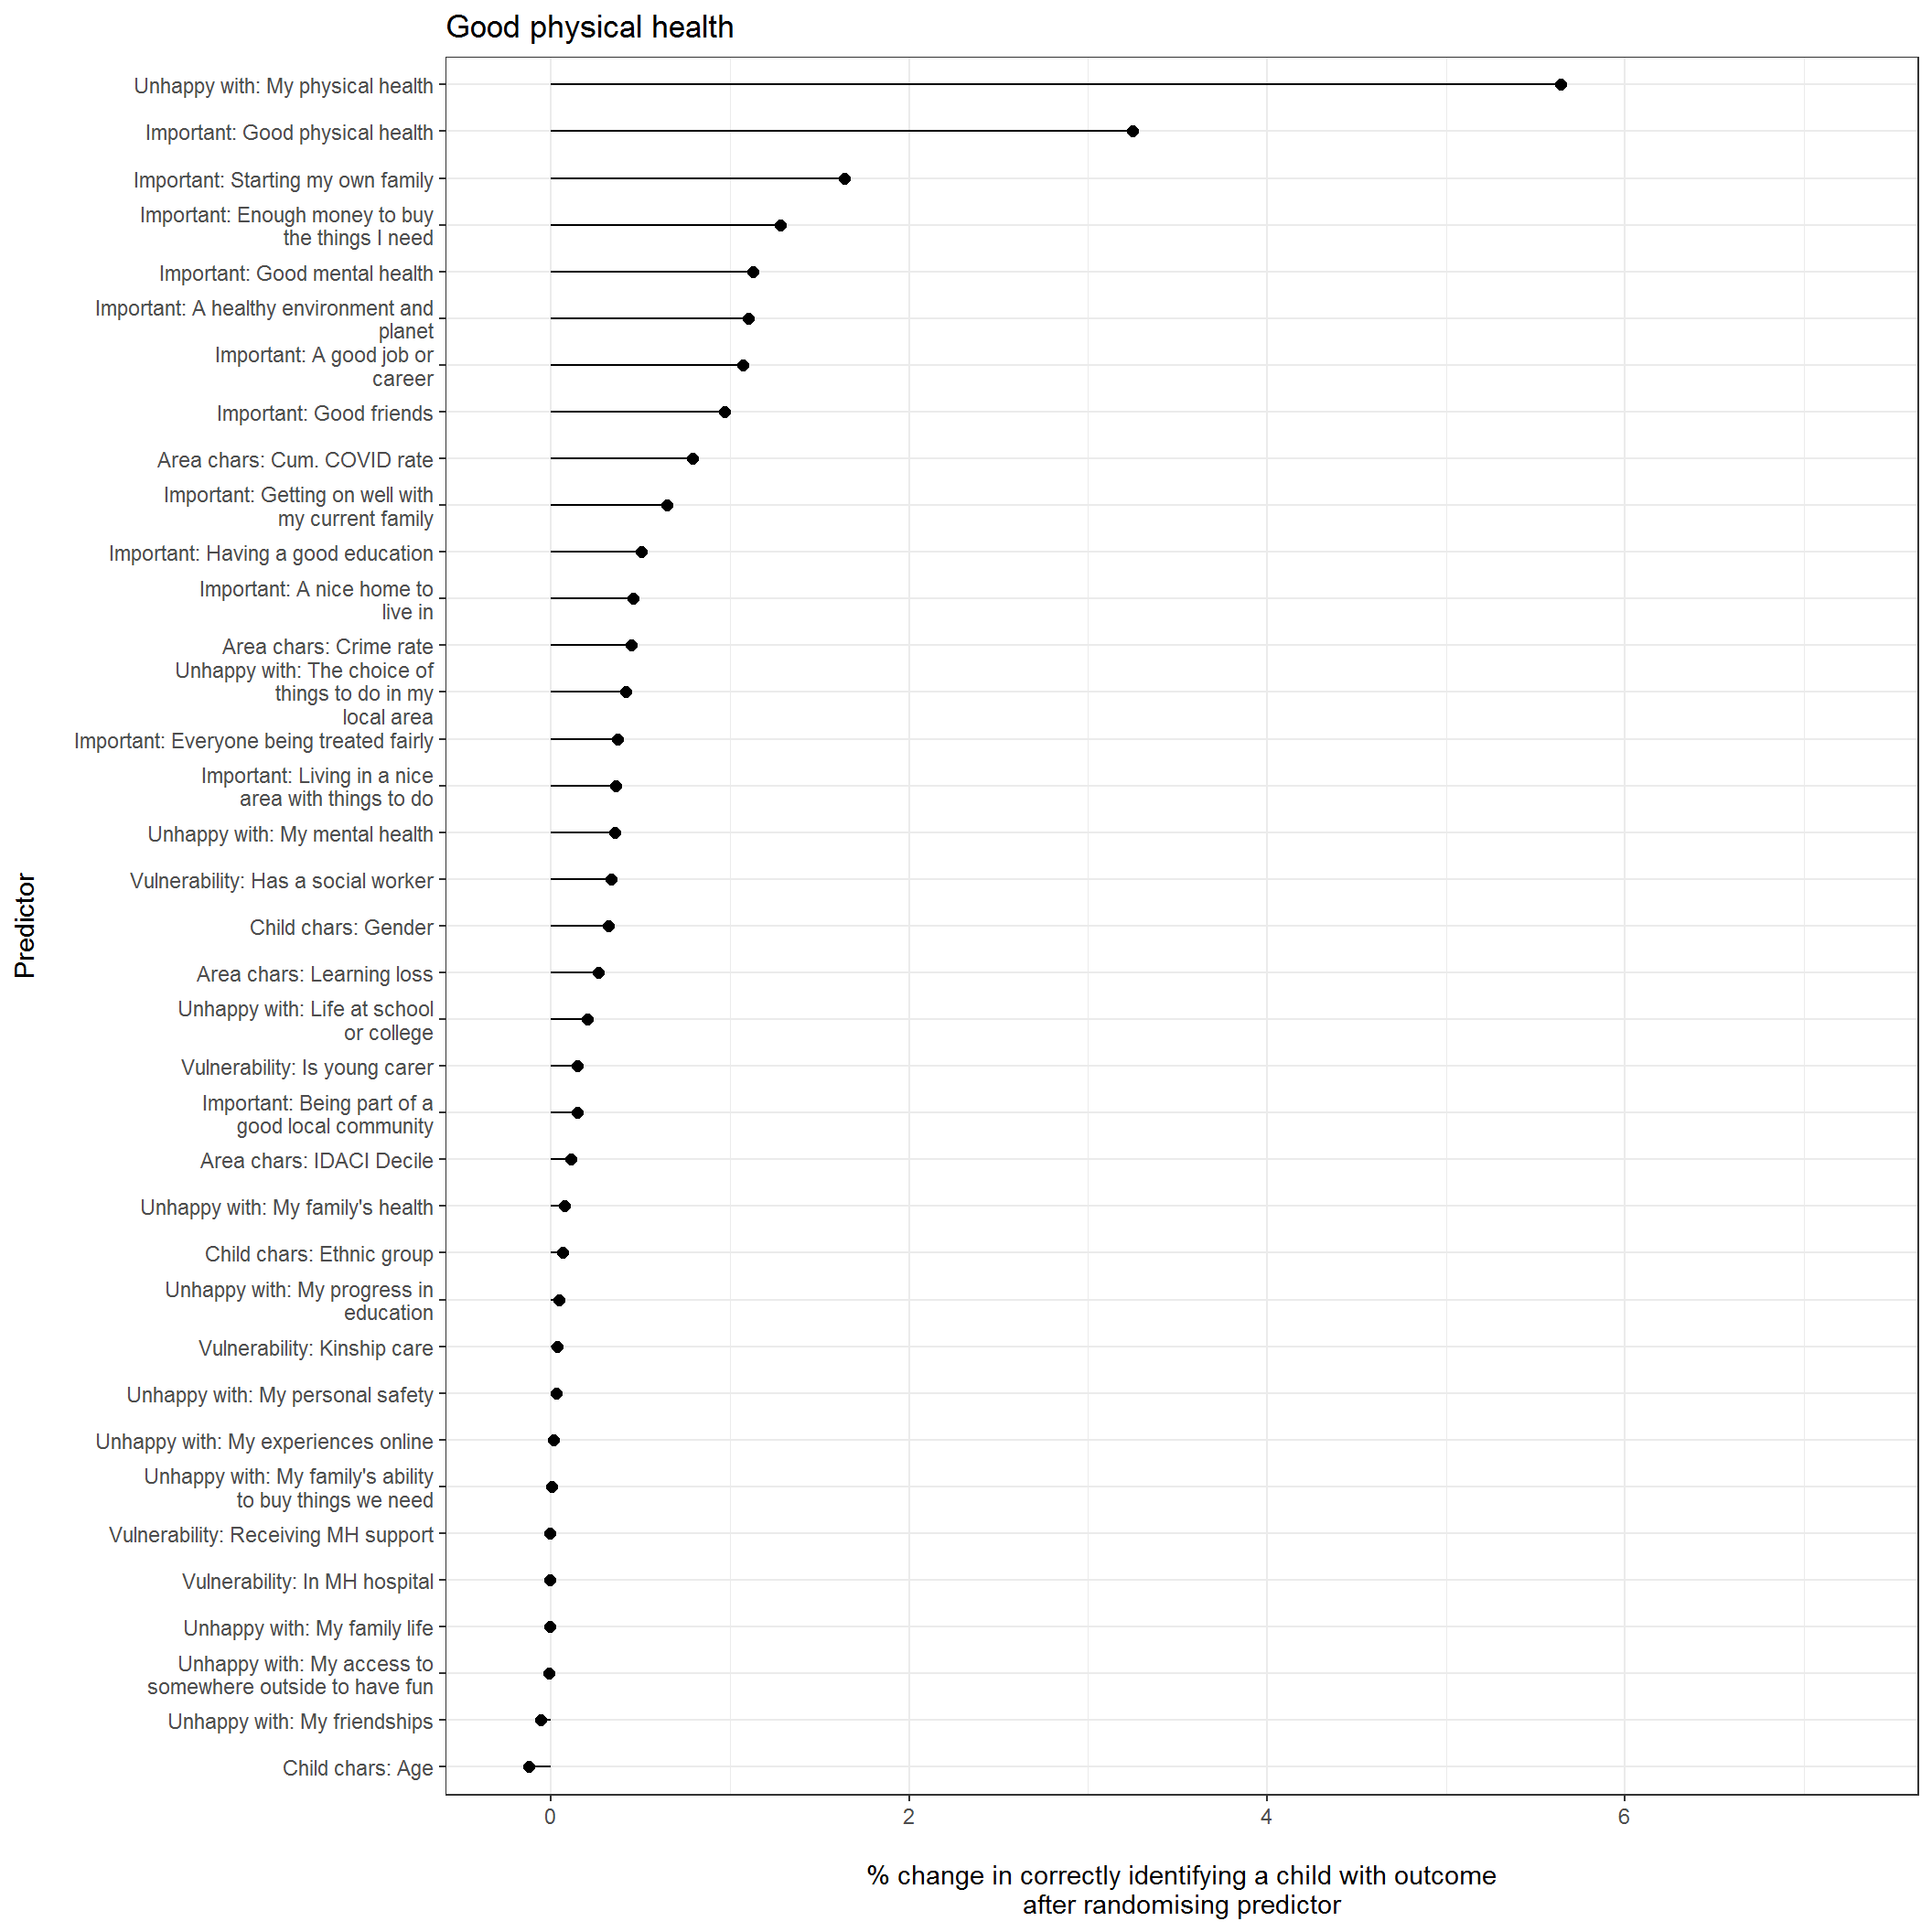 Good physical health
Unhappy with: My physical health
Important: Good physical health
Important: Starting my own family
Important: Enough money to buy
the things I need
Important: Good mental health
Important: A healthy environment and
planet
Important: A good job or
career
Important: Good friends
Area chars: Cum. COVID rate
Important: Getting on well with
my current family
Important: Having a good education
Important: A nice home to
live in
Area chars: Crime rate
Unhappy with: The choice of
things to do in my
local area
Important: Everyone being treated fairly
Important: Living in a nice
area with things to do
Unhappy with: My mental health
Vulnerability: Has a social worker
Child chars: Gender
Area chars: Learning loss
Unhappy with: Life at school
or college
Vulnerability: Is young carer
Important: Being part of a
good local community
Area chars: IDACI Decile
Unhappy with: My family's health
Child chars: Ethnic group
Unhappy with: My progress in
education
Vulnerability: Kinship care
Unhappy with: My personal safety
Unhappy with: My experiences online
Unhappy with: My family's ability
to buy things we need
Vulnerability: Receiving MH support
Vulnerability: In MH hospital
Unhappy with: My family life
Unhappy with: My access to
somewhere outside to have fun
Unhappy with: My friendships
Child chars: Age
Predictor
0 2 4 6
% change in correctly identifying a child with outcome
after randomising predictor